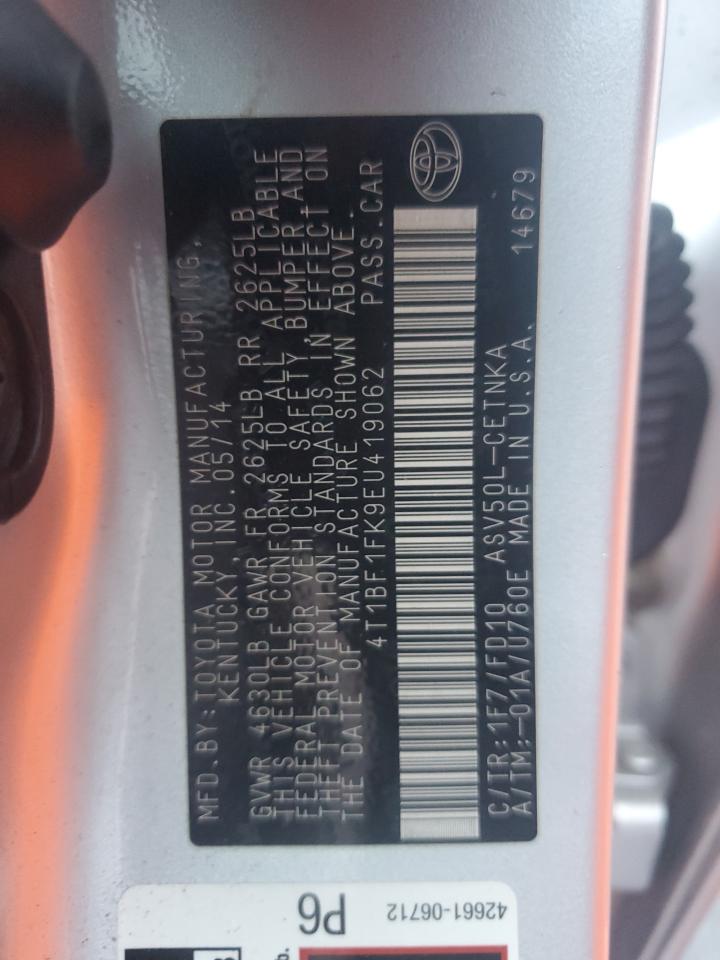 MFD.BY:TOYOTA MOTOR MANUFACTURING,
KENTUCKY, INC.05/14
GVWR 4630LB GAWR FR 2625LB RR 2625LB
THIS VEHICLE CONFORMS TO ALL APPLICABLE
FEDERAL MOTOR VEHICLE SAFETY, BUMPER AND
THEFT PREVENTION STANDARDS IN EFFECT ON
THE DATE OF MANUFACTURE SHOWN ABOVE.
4T1BF1FK9EU419062 PASS.CAR
C/TR:1F7/FD10 ASV50L-CETNKA
A/TM:-01A/U760E MADE IN U.S.A. 14679
42661-06712
P6